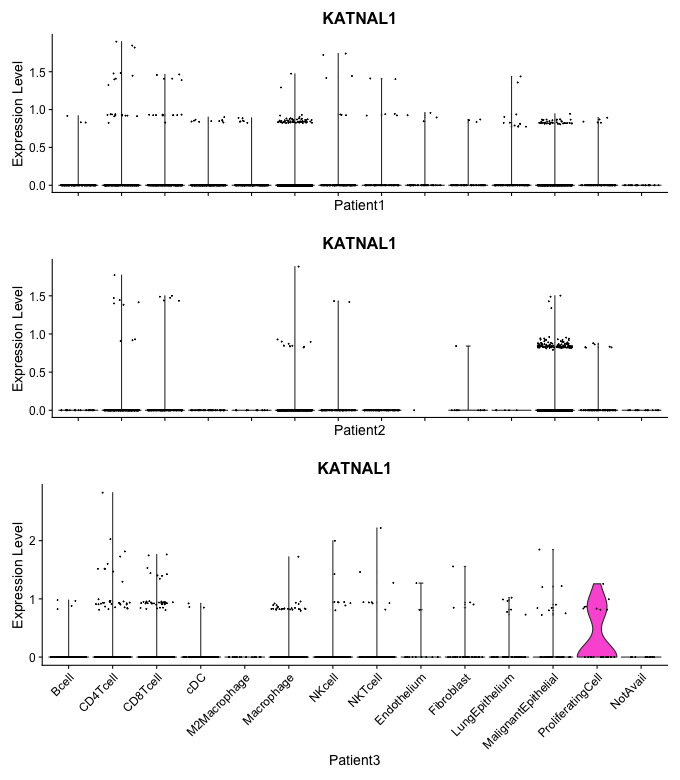 KATNAL1
Expression Level
1.5
1.0
0.5
0.0
Patient1
KATNAL1
Expression Level
1.5
1.0
0.5
0.0
Patient2
KATNAL1
Expression Level
2
1
0
Bcell
CD4Tcell
CD8Tcell
cDC
M2Macrophage
Macrophage
NKcell
NKTcell
Endothelium
Fibroblast
LungEpithelium
MalignantEpithelial
ProliferatingCell
NotAvail
Patient3